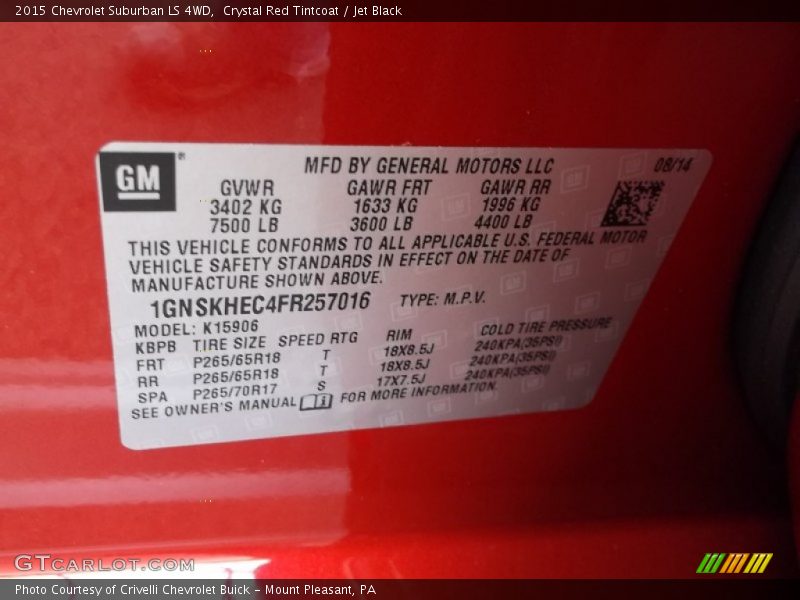 2015 Chevrolet Suburban LS 4WD,  Crystal Red Tintcoat / Jet Black
GM®
MFD BY GENERAL MOTORS LLC 08/14
GVWR GAWR FRT GAWR RR
3402 KG 1633 KG 1996 KG
7500 LB 3600 LB 4400 LB
THIS VEHICLE CONFORMS TO ALL APPLICABLE U.S. FEDERAL MOTOR
VEHICLE SAFETY STANDARDS IN EFFECT ON THE DATE OF
MANUFACTURE SHOWN ABOVE.
1GNSKHEC4FR257016 TYPE: M.P.V.
MODEL: K15906
KBPB TIRE SIZE SPEED RTG RIM COLD TIRE PRESSURE
FRT P265/65R18 T 18X8.5J 240KPA(35PSI)
RR P265/65R18 T 18X8.5J 240KPA(35PSI)
SPA P265/70R17 S 17X7.5J 240KPA(35PSI)
SEE OWNER'S MANUAL FOR MORE INFORMATION.
GTCarLot.com
Photo Courtesy of Crivelli Chevrolet Buick – Mount Pleasant, PA